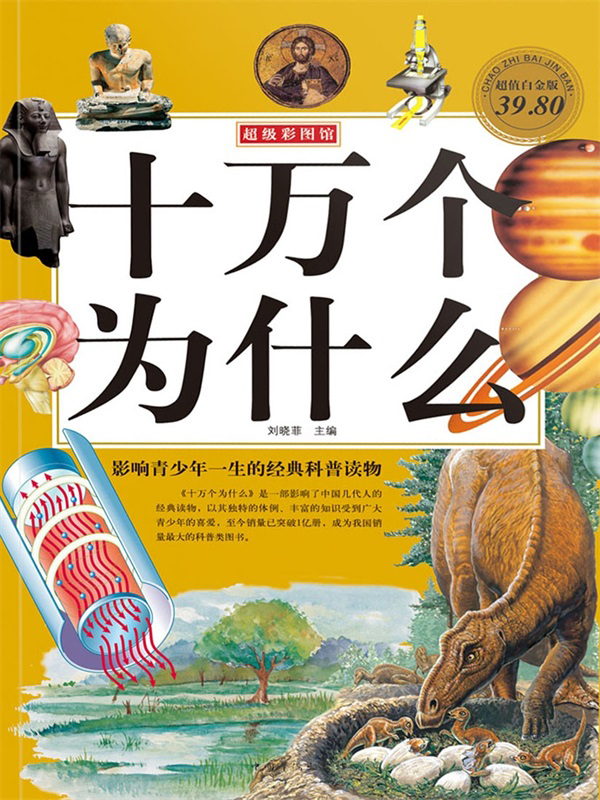 CHAO ZHI BAI JIN BAN
超值白金版
39.80
超级彩图馆
十万个
为什么
刘晓菲 主编
影响青少年一生的经典科普读物
《十万个为什么》是一部影响了中国几代人的
经典读物，以其独特的体例、丰富的知识受到广大
青少年的喜爱，至今销量已突破1亿册，成为我国销
量最大的科普类图书。